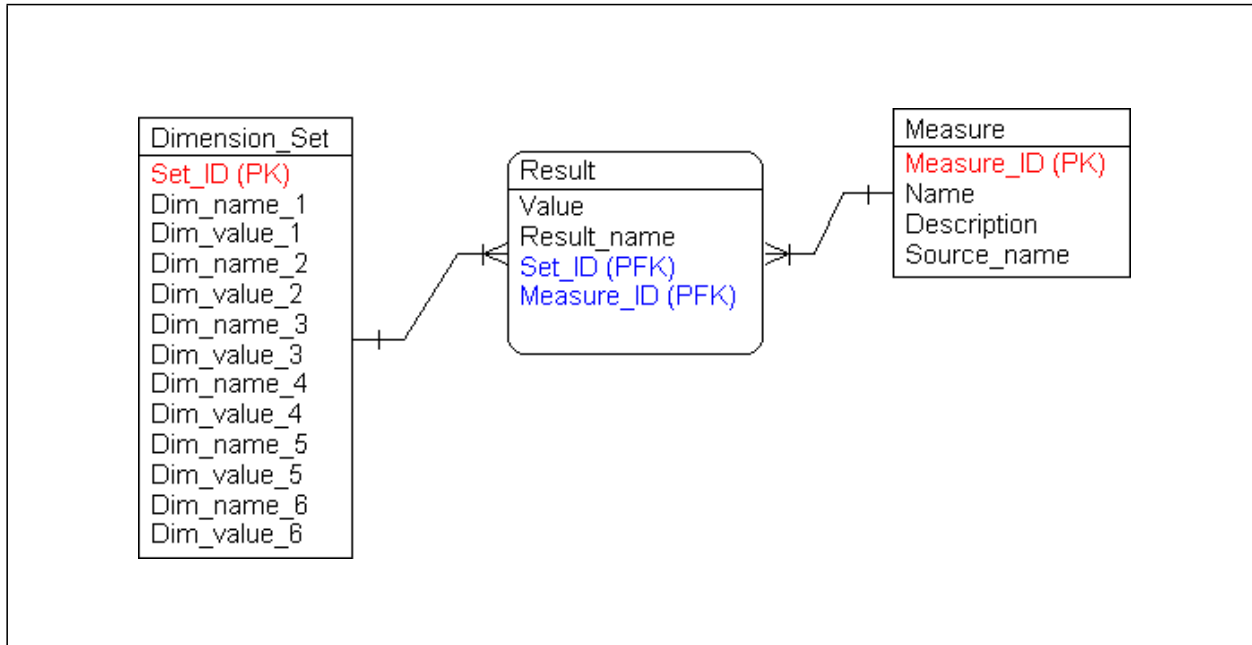 Dimension_Set
Set_ID (PK)
Dim_name_1
Dim_value_1
Dim_name_2
Dim_value_2
Dim_name_3
Dim_value_3
Dim_name_4
Dim_value_4
Dim_name_5
Dim_value_5
Dim_name_6
Dim_value_6
Result
Value
Result_name
Set_ID (PFK)
Measure_ID (PFK)
Measure
Measure_ID (PK)
Name
Description
Source_name